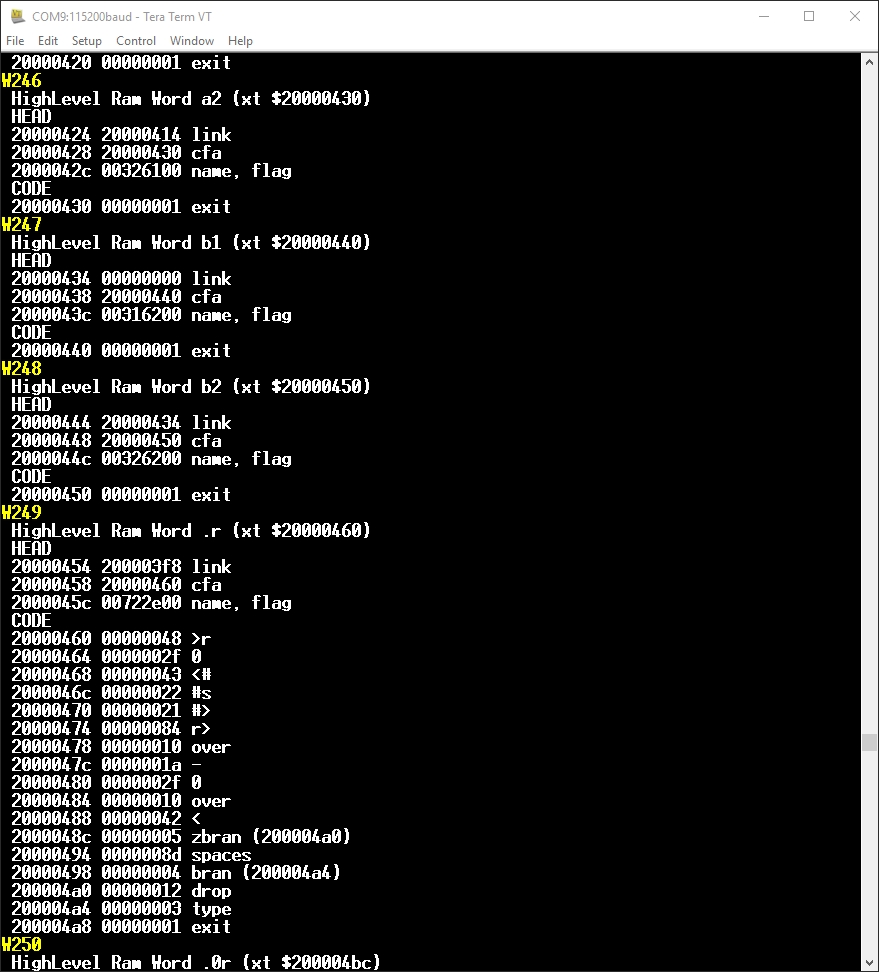 COM9:115200baud - Tera Term VT
File Edit Setup Control Window Help
20000420 00000001 exit
W246
HighLevel Ram Word a2 (xt $20000430)
HEAD
20000424 20000414 link
20000428 20000430 cfa
2000042c 00326100 name, flag
CODE
20000430 00000001 exit
W247
HighLevel Ram Word b1 (xt $20000440)
HEAD
20000434 00000000 link
20000438 20000440 cfa
2000043c 00316200 name, flag
CODE
20000440 00000001 exit
W248
HighLevel Ram Word b2 (xt $20000450)
HEAD
20000444 20000434 link
20000448 20000450 cfa
2000044c 00326200 name, flag
CODE
20000450 00000001 exit
W249
HighLevel Ram Word .r (xt $20000460)
HEAD
20000454 200003f8 link
20000458 20000460 cfa
2000045c 00722e00 name, flag
CODE
20000460 00000048 >r
20000464 0000002f 0
20000468 00000043 <#
2000046c 00000022 #s
20000470 00000021 #>
20000474 00000084 r>
20000478 00000010 over
2000047c 0000001a -
20000480 0000002f 0
20000484 00000010 over
20000488 00000042 <
2000048c 00000005 zbran (200004a0)
20000494 0000008d spaces
20000498 00000004 bran (200004a4)
200004a0 00000012 drop
200004a4 00000003 type
200004a8 00000001 exit
W250
HighLevel Ram Word .0r (xt $200004bc)